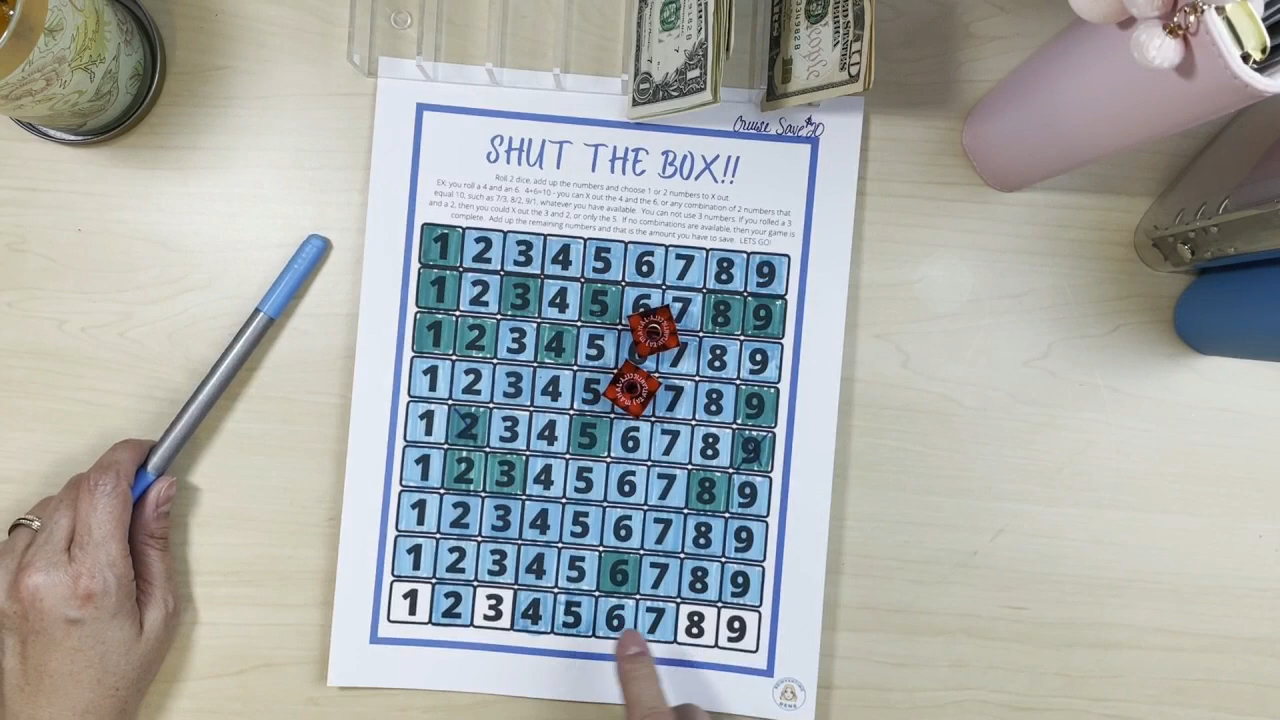 Cruise Save $20
SHUT THE BOX!!
Roll 2 dice, add up the numbers and choose 1 or 2 numbers to X out.
EX: you roll a 4 and an 6. 4+6=10 - you can X out the 4 and the 6, or any combination of 2 numbers that
equal 10, such as 7/3, 8/2, 9/1, whatever you have available. You can not use 3 numbers. If you rolled a 3
and a 2, then you could X out the 3 and 2, or only the 5. If no combinations are available, then your game is
complete. Add up the remaining numbers and that is the amount you have to save. LETS GO!
1 2 3 4 5 6 7 8 9
1 2 3 4 5 6 7 8 9
1 2 3 4 5 6 7 8 9
1 2 3 4 5 7 8 9
1 2 3 4 5 6 7 8 9
1 2 3 4 5 6 7 8 9
1 2 3 4 5 6 7 8 9
1 2 3 4 5 6 7 8 9
1 2 3 4 5 6 7 8 9